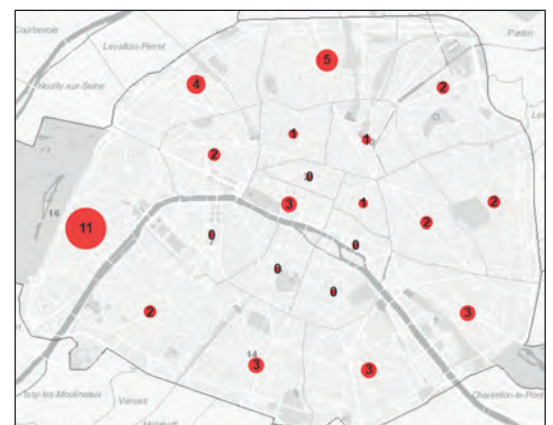 Courbevoie
Levallois-Perret
Pantin
Neuilly-sur-Seine
5
4
2
1
1
2
0
3
1
2
16
2
11
0
0
0
0
2
3
14
3
3
Issy-les-Moulineaux
Vanves
Malakoff
Charenton-le-Pont